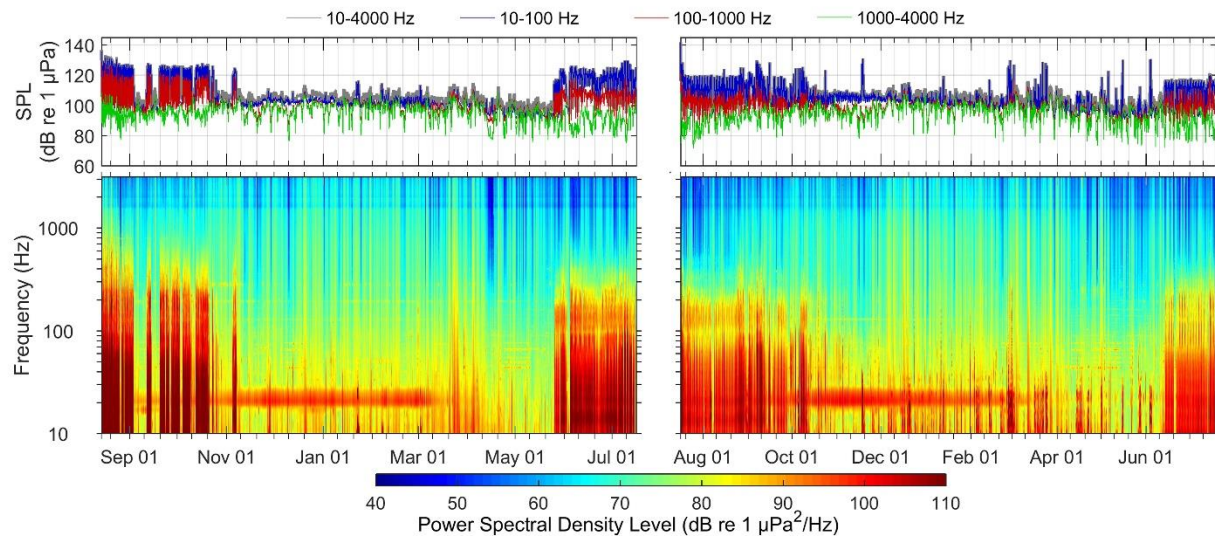 10-4000 Hz 10-100 Hz 100-1000 Hz 1000-4000 Hz
SPL
(dB re 1 µPa)
140
120
100
80
60
Frequency (Hz)
1000
100
10
Sep 01 Nov 01 Jan 01 Mar 01 May 01 Jul 01 Aug 01 Oct 01 Dec 01 Feb 01 Apr 01 Jun 01
40 50 60 70 80 90 100 110
Power Spectral Density Level (dB re 1 µPa²/Hz)